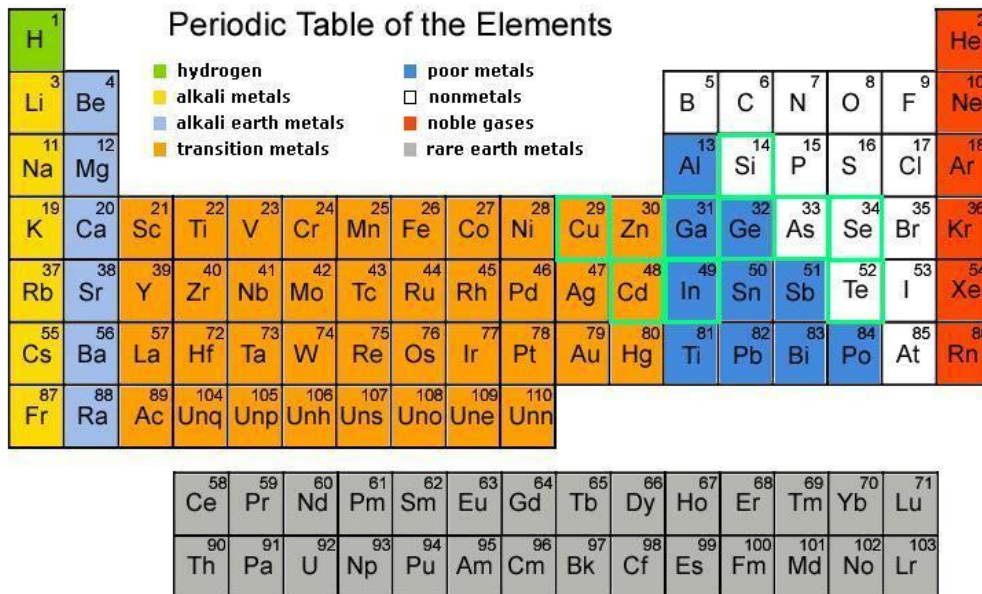 Periodic Table of the Elements
hydrogen
alkali metals
alkali earth metals
transition metals
poor metals
nonmetals
noble gases
rare earth metals
H 1 He 2
Li 3 Be 4 B 5 C 6 N 7 O 8 F 9 Ne 10
Na 11 Mg 12 Al 13 Si 14 P 15 S 16 Cl 17 Ar 18
K 19 Ca 20 Sc 21 Ti 22 V 23 Cr 24 Mn 25 Fe 26 Co 27 Ni 28 Cu 29 Zn 30 Ga 31 Ge 32 As 33 Se 34 Br 35 Kr 36
Rb 37 Sr 38 Y 39 Zr 40 Nb 41 Mo 42 Tc 43 Ru 44 Rh 45 Pd 46 Ag 47 Cd 48 In 49 Sn 50 Sb 51 Te 52 I 53 Xe 54
Cs 55 Ba 56 La 57 Hf 72 Ta 73 W 74 Re 75 Os 76 Ir 77 Pt 78 Au 79 Hg 80 Ti 81 Pb 82 Bi 83 Po 84 At 85 Rn
Fr 87 Ra 88 Ac 89 Unq 104 Unp 105 Unh 106 Uns 107 Uno 108 Une 109 Unn 110
Ce 58 Pr 59 Nd 60 Pm 61 Sm 62 Eu 63 Gd 64 Tb 65 Dy 66 Ho 67 Er 68 Tm 69 Yb 70 Lu 71
Th 90 Pa 91 U 92 Np 93 Pu 94 Am 95 Cm 96 Bk 97 Cf 98 Es 99 Fm 100 Md 101 No 102 Lr 103